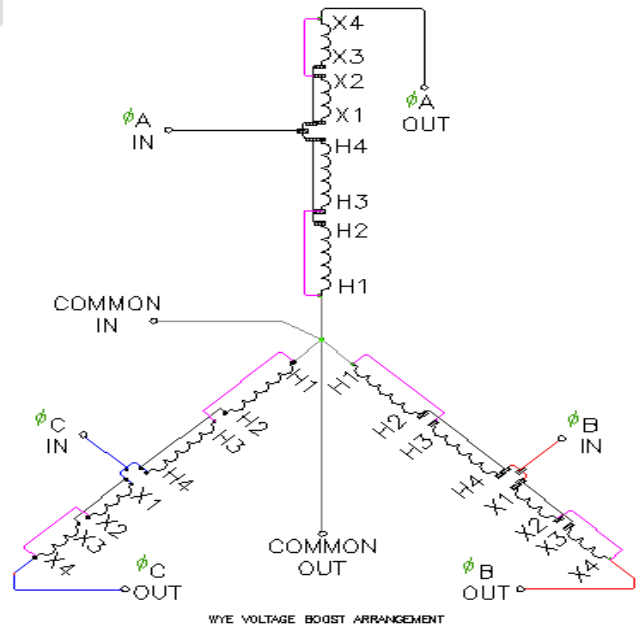 X4
X3
X2
X1
ϕA
IN
ϕA
OUT
H4
H3
H2
H1
COMMON
IN
H1
H2
H3
H4
X1
X2
X3
X4
ϕC
IN
ϕC
OUT
H1
H2
H3
H4
X1
X2
X3
X4
ϕB
IN
ϕB
OUT
COMMON
OUT
WYE VOLTAGE BOOST ARRANGEMENT